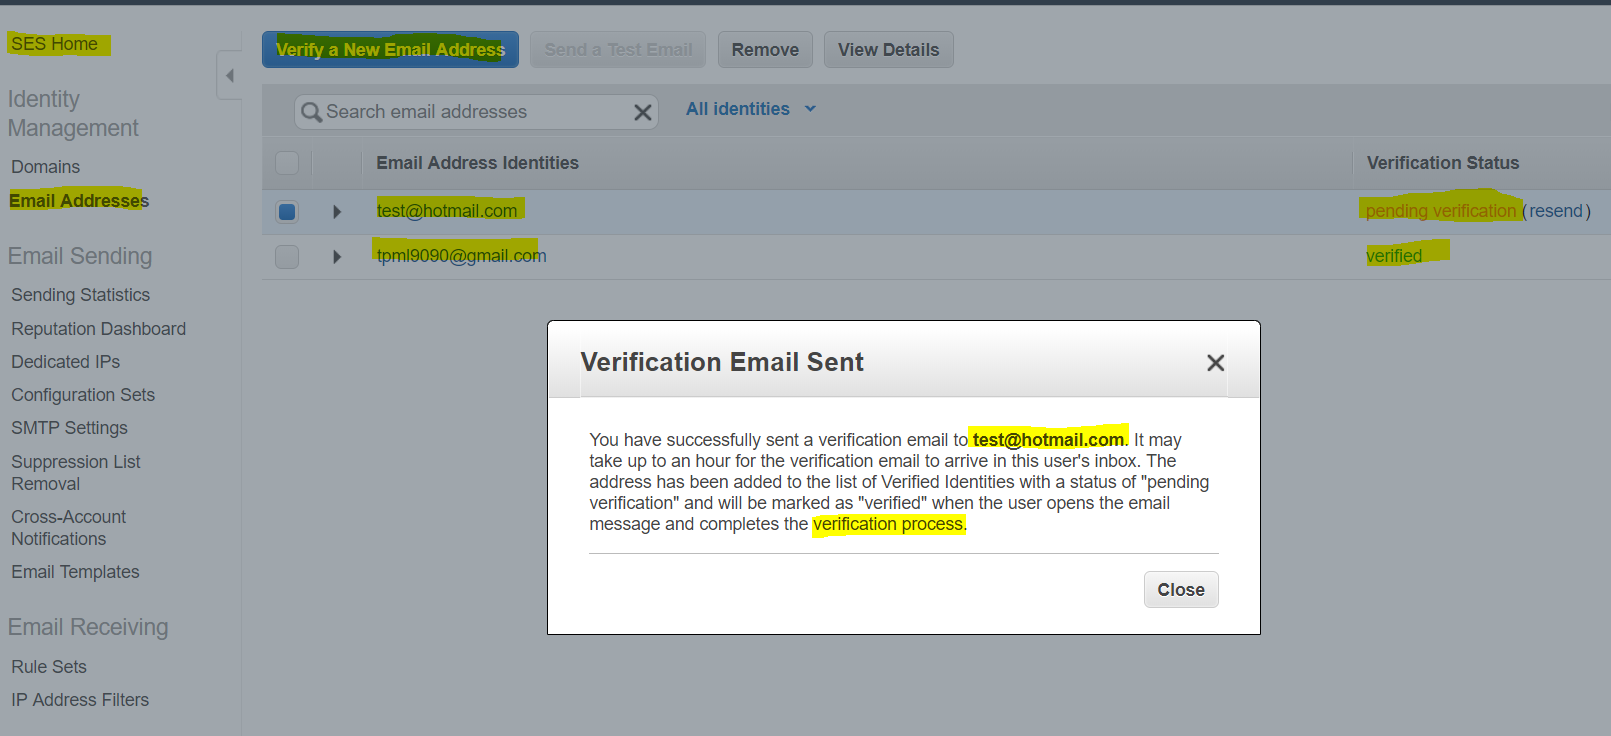 SES Home
Identity
Management
Domains
Email Addresses
Email Sending
Sending Statistics
Reputation Dashboard
Dedicated IPs
Configuration Sets
SMTP Settings
Suppression List
Removal
Cross-Account
Notifications
Email Templates
Email Receiving
Rule Sets
IP Address Filters
Verify a New Email Address Send a Test Email Remove View Details
Search email addresses All identities
Email Address Identities Verification Status
test@hotmail.com pending verification (resend)
tpml9090@gmail.com verified
Verification Email Sent
You have successfully sent a verification email to test@hotmail.com. It may
take up to an hour for the verification email to arrive in this user's inbox. The
address has been added to the list of Verified Identities with a status of "pending
verification" and will be marked as "verified" when the user opens the email
message and completes the verification process.
Close